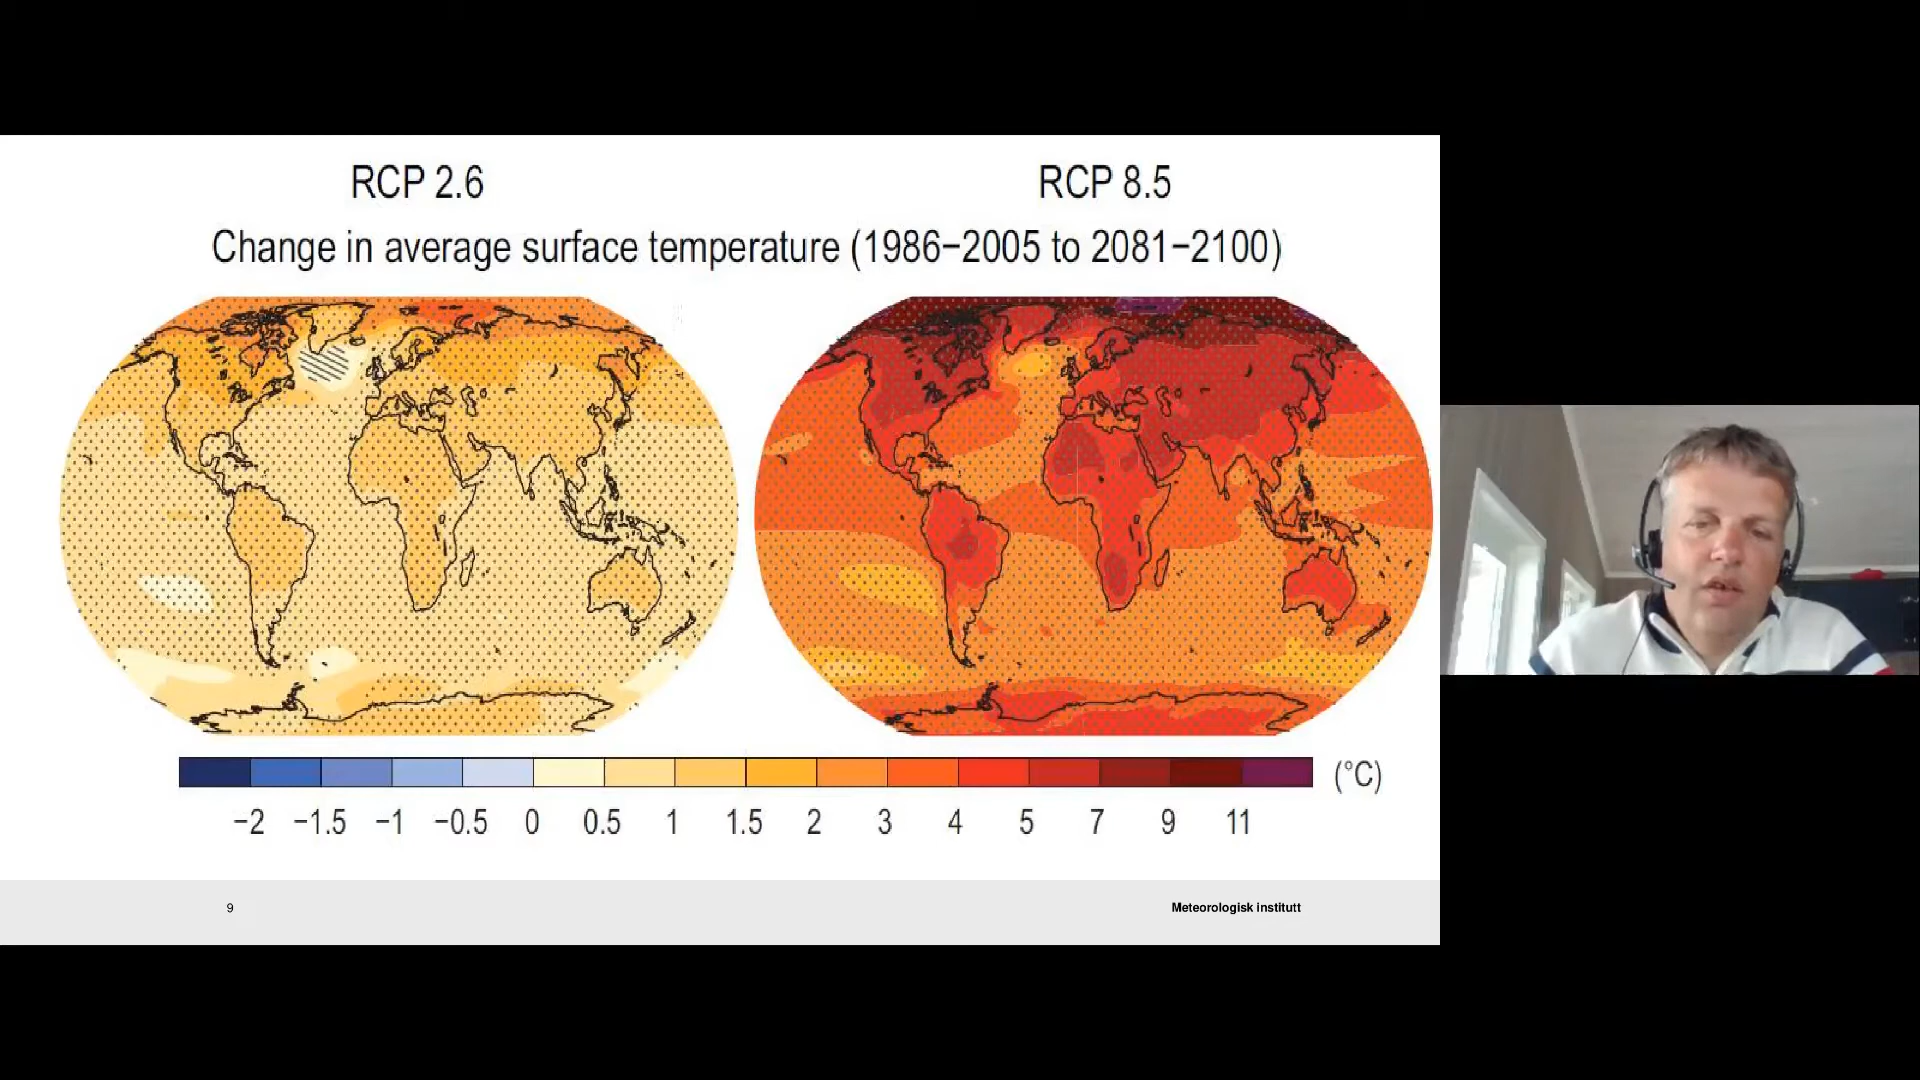 RCP 2.6
RCP 8.5
Change in average surface temperature (1986−2005 to 2081−2100)
(°C)
−2 −1.5 −1 −0.5 0 0.5 1 1.5 2 3 4 5 7 9 11
9
Meteorologisk institutt